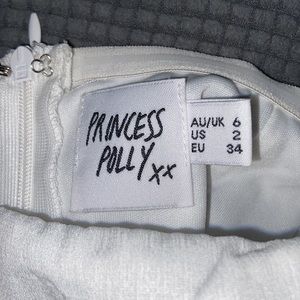 PRINCESS
POLLY xx
AU/UK 6
US 2
EU 34